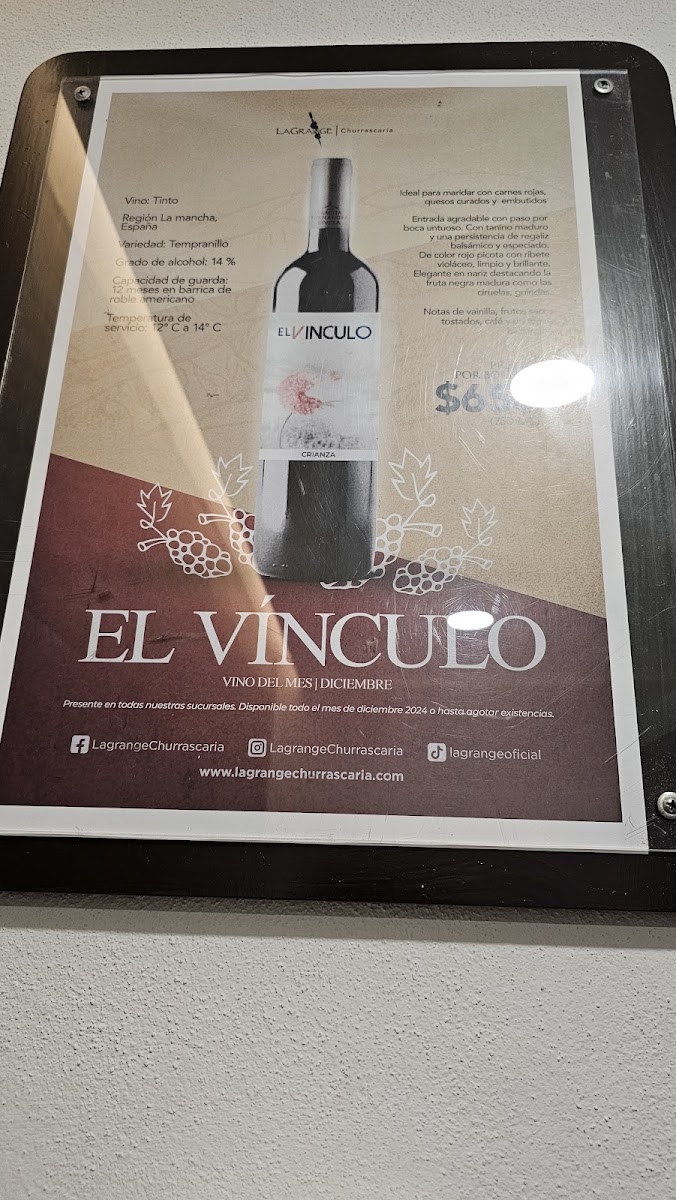 LAGRANGE | Churrascaria
Vino: Tinto
Región La mancha,
España
Variedad: Tempranillo
Grado de alcohol: 14 %
Capacidad de guarda:
12 meses en barrica de
roble americano
Temperatura de
servicio: 12° C a 14° C
Ideal para maridar con carnes rojas,
quesos curados y embutidos
Entrada agradable con paso por
boca untuoso. Con tanino maduro
y una persistencia de regaliz
balsámico y especiado.
De color rojo picota con ribete
violáceo, limpio y brillante.
Elegante en nariz destacando la
fruta negra madura como las
ciruelas, guindas
Notas de vainilla, frutos
tostados, café y
POR
EL VINCULO
CRIANZA
EL VÍNCULO
VINO DEL MES | DICIEMBRE
Presente en todas nuestras sucursales. Disponible todo el mes de diciembre 2024 o hasta agotar existencias.
LagrangeChurrascaria LagrangeChurrascaria lagrangeoficial
www.lagrangechurrascaria.com